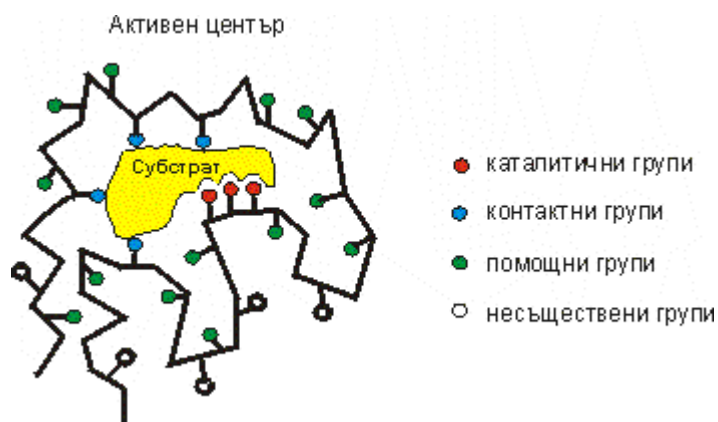 Активен център
Субстрат
каталитични групи
контактни групи
помощни групи
несъществени групи